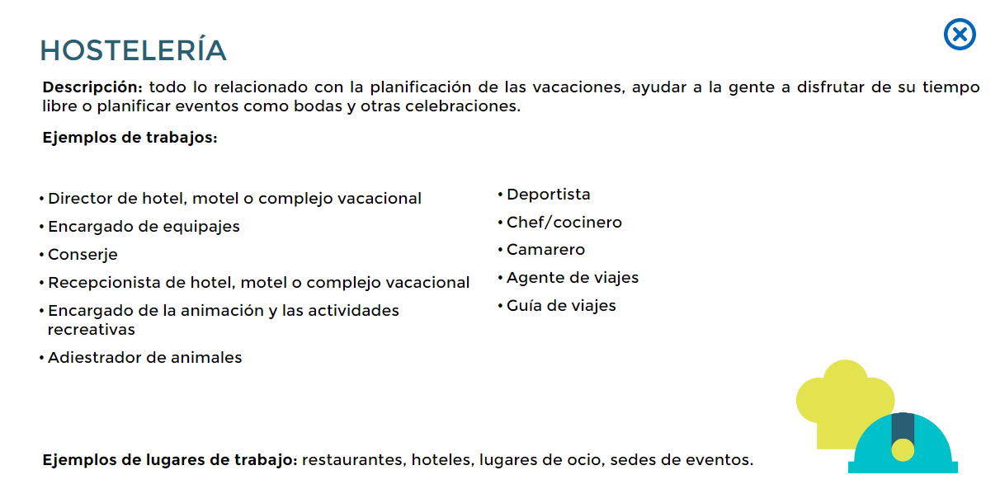 HOSTELERÍA
Descripción: todo lo relacionado con la planificación de las vacaciones, ayudar a la gente a disfrutar de su tiempo
libre o planificar eventos como bodas y otras celebraciones.
Ejemplos de trabajos:
• Director de hotel, motel o complejo vacacional
• Encargado de equipajes
• Conserje
• Recepcionista de hotel, motel o complejo vacacional
• Encargado de la animación y las actividades
recreativas
• Adiestrador de animales
• Deportista
• Chef/cocinero
• Camarero
• Agente de viajes
• Guía de viajes
Ejemplos de lugares de trabajo: restaurantes, hoteles, lugares de ocio, sedes de eventos.